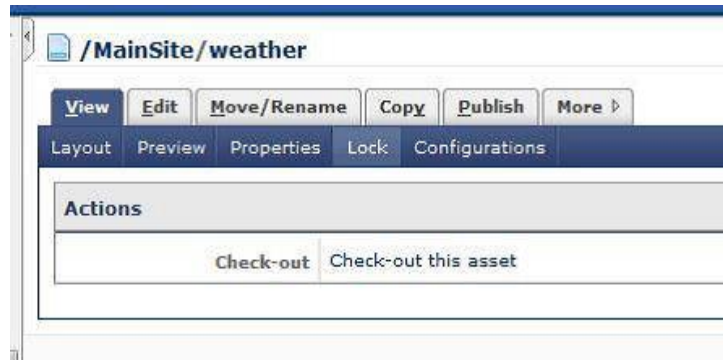 /MainSite/weather
View Edit Move/Rename Copy Publish More
Layout Preview Properties Lock Configurations
Actions
Check-out Check-out this asset